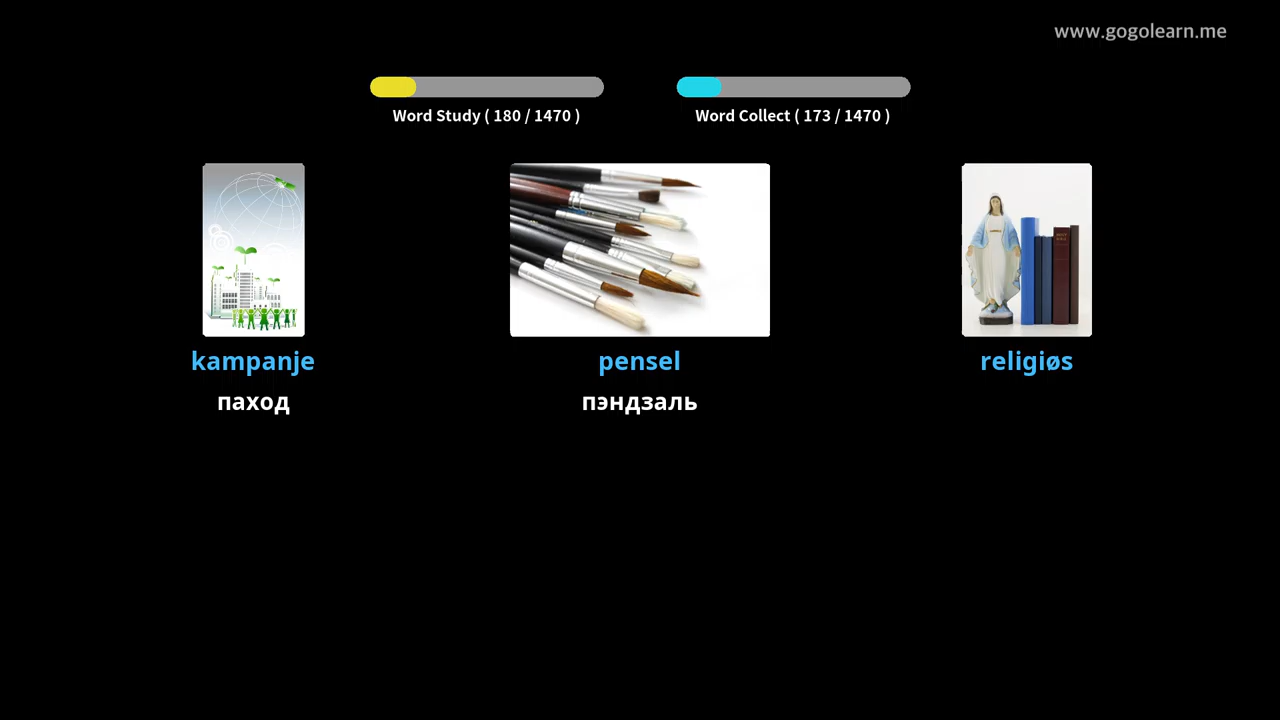 www.gogolearn.me
Word Study ( 180 / 1470 )
Word Collect ( 173 / 1470 )
kampanje
паход
pensel
пэндзаль
religiøs